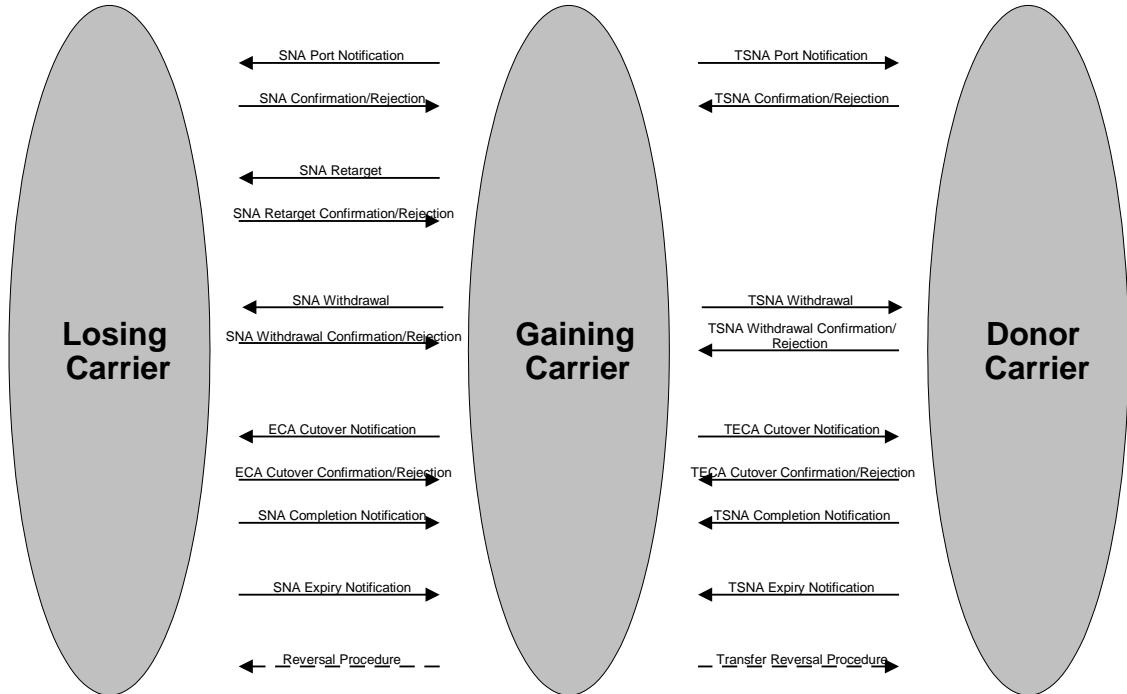 SNA Port Notification
TSNA Port Notification
SNA Confirmation/Rejection
TSNA Confirmation/Rejection
SNA Retarget
SNA Retarget Confirmation/Rejection
SNA Withdrawal
TSNA Withdrawal
SNA Withdrawal Confirmation/Rejection
TSNA Withdrawal Confirmation/
Rejection
Losing
Carrier
Gaining
Carrier
Donor
Carrier
ECA Cutover Notification
TECA Cutover Notification
ECA Cutover Confirmation/Rejection
TECA Cutover Confirmation/Rejection
SNA Completion Notification
TSNA Completion Notification
SNA Expiry Notification
TSNA Expiry Notification
Reversal Procedure
Transfer Reversal Procedure